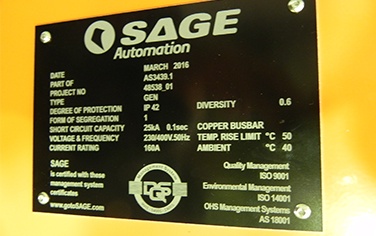 SAGE
Automation
DATE MARCH 2016
PART OF AS3439.1
PROJECT NO 48538_01
TYPE GEN
DEGREE OF PROTECTION IP 42 DIVERSITY 0.6
FORM OF SEGREGATION 1
SHORT CIRCUIT CAPACITY 25kA 0.1sec COPPER BUSBAR
VOLTAGE & FREQUENCY 230/400V.50Hz TEMP. RISE LIMIT °C 50
CURRENT RATING 160A AMBIENT °C 40
SAGE
is certified with these
management system
certificates
www.gotoSAGE.com
DGS
Quality Management
ISO 9001
Environmental Management
ISO 14001
OHS Management Systems
AS 18001